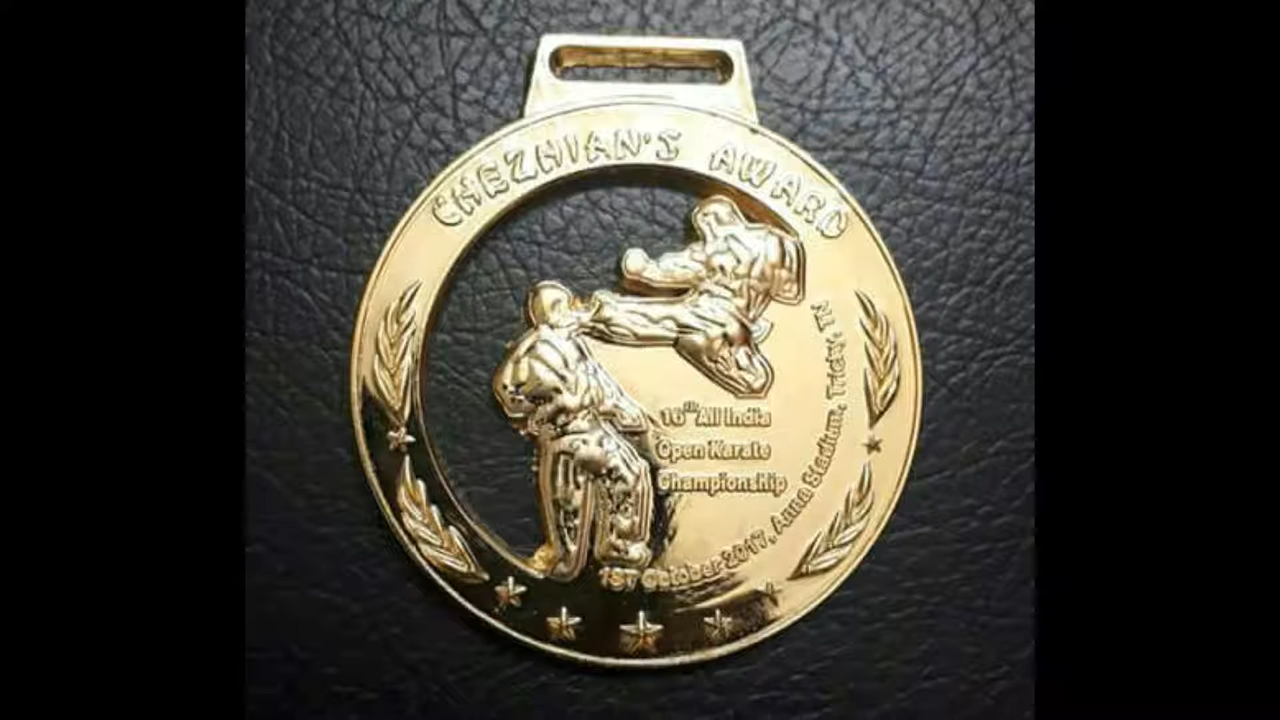 CHEZHIAN'S AWARD
16th All India
Open Karate
Championship
1ST October 2017, Anna Stadium, Trichy, TN